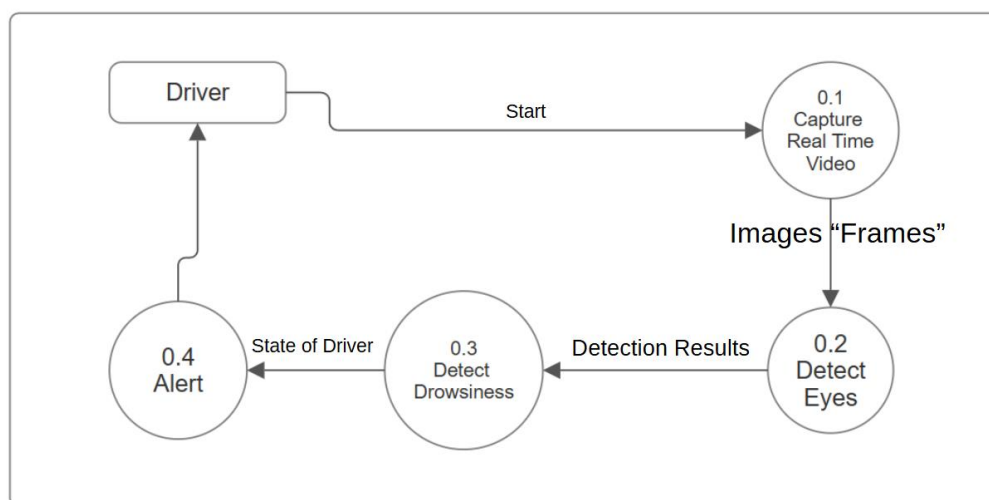 Driver
Start
0.1
Capture
Real Time
Video
Images “Frames”
0.2
Detect
Eyes
Detection Results
0.3
Detect
Drowsiness
State of Driver
0.4
Alert